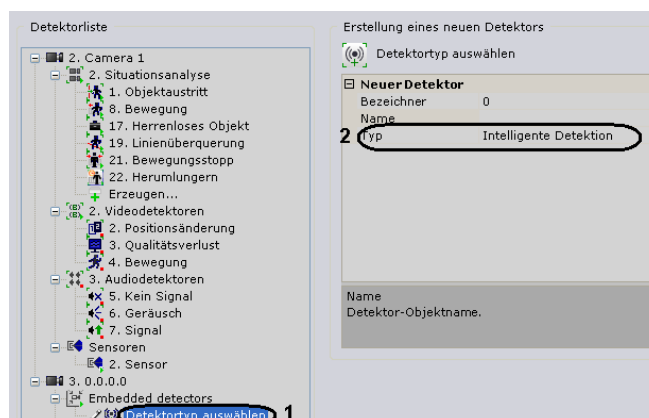 Detektorliste
2. Camera 1
2. Situationsanalyse
1. Objektaustritt
8. Bewegung
17. Herrenloses Objekt
19. Linienüberquerung
21. Bewegungsstopp
22. Herumlungern
Erzeugen...
2. Videodetektoren
2. Positionsänderung
3. Qualitätsverlust
4. Bewegung
3. Audiodetektoren
5. Kein Signal
6. Geräusch
7. Signal
Sensoren
2. Sensor
3. 0.0.0.0
Embedded detectors
Detektortyp auswählen 1
Erstellung eines neuen Detektors
Detektortyp auswählen
Neuer Detektor
Bezeichner 0
Name
2 Typ Intelligente Detektion
Name
Detektor-Objektname.